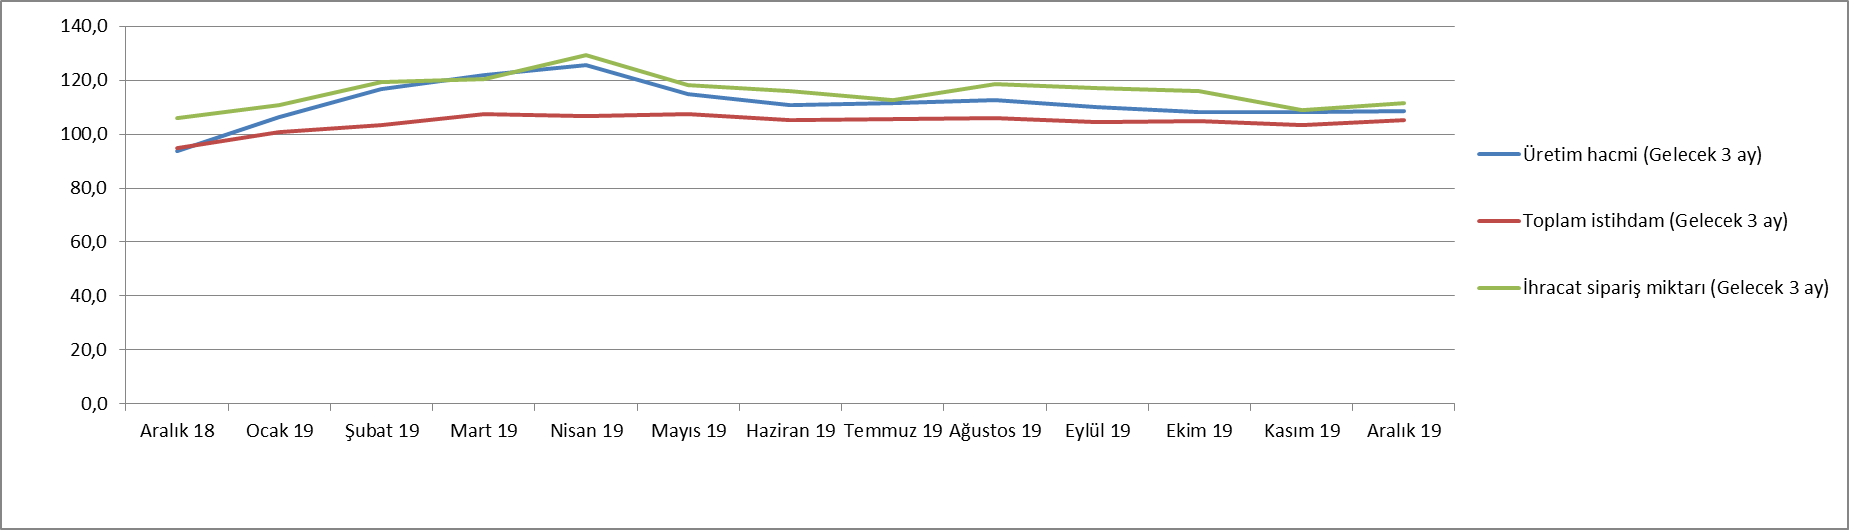 140,0
120,0
100,0
80,0
60,0
40,0
20,0
0,0
Aralık 18 Ocak 19 Şubat 19 Mart 19 Nisan 19 Mayıs 19 Haziran 19 Temmuz 19 Ağustos 19 Eylül 19 Ekim 19 Kasım 19 Aralık 19
Üretim hacmi (Gelecek 3 ay)
Toplam istihdam (Gelecek 3 ay)
İhracat sipariş miktarı (Gelecek 3 ay)